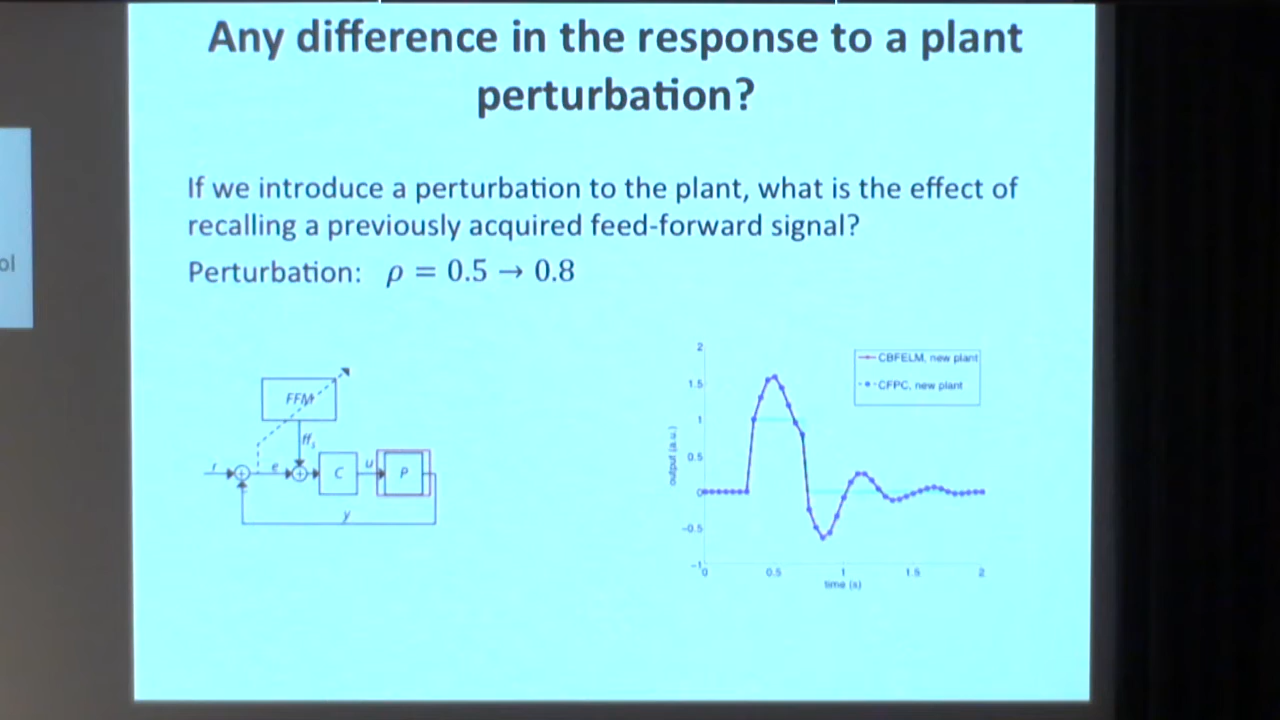 Any difference in the response to a plant
perturbation?
If we introduce a perturbation to the plant, what is the effect of
recalling a previously acquired feed-forward signal?
Perturbation: ρ = 0.5 → 0.8
ol
FFM
ff
r
e
C
u
P
y
2
1.5
1
0.5
0
-0.5
-1
output (a.u.)
CBFELM, new plant
CFPC, new plant
0
0.5
1
1.5
2
time (s)